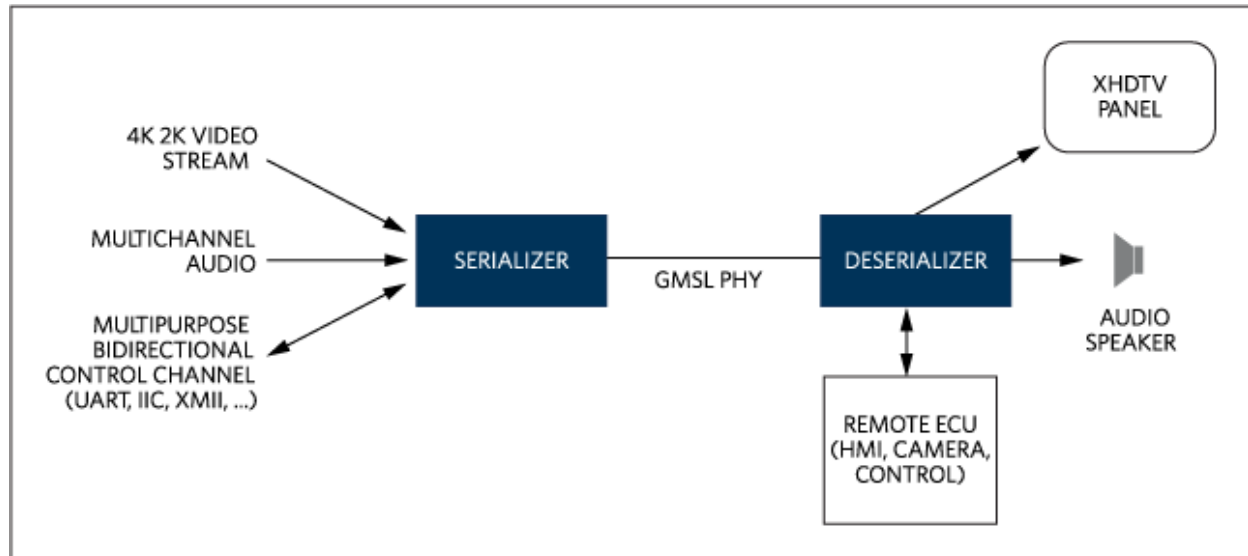 4K 2K VIDEO
STREAM
MULTICHANNEL
AUDIO
MULTIPURPOSE
BIDIRECTIONAL
CONTROL CHANNEL
(UART, IIC, XMII, ...)
SERIALIZER
GMSL PHY
DESERIALIZER
XHDTV
PANEL
AUDIO
SPEAKER
REMOTE ECU
(HMI, CAMERA,
CONTROL)